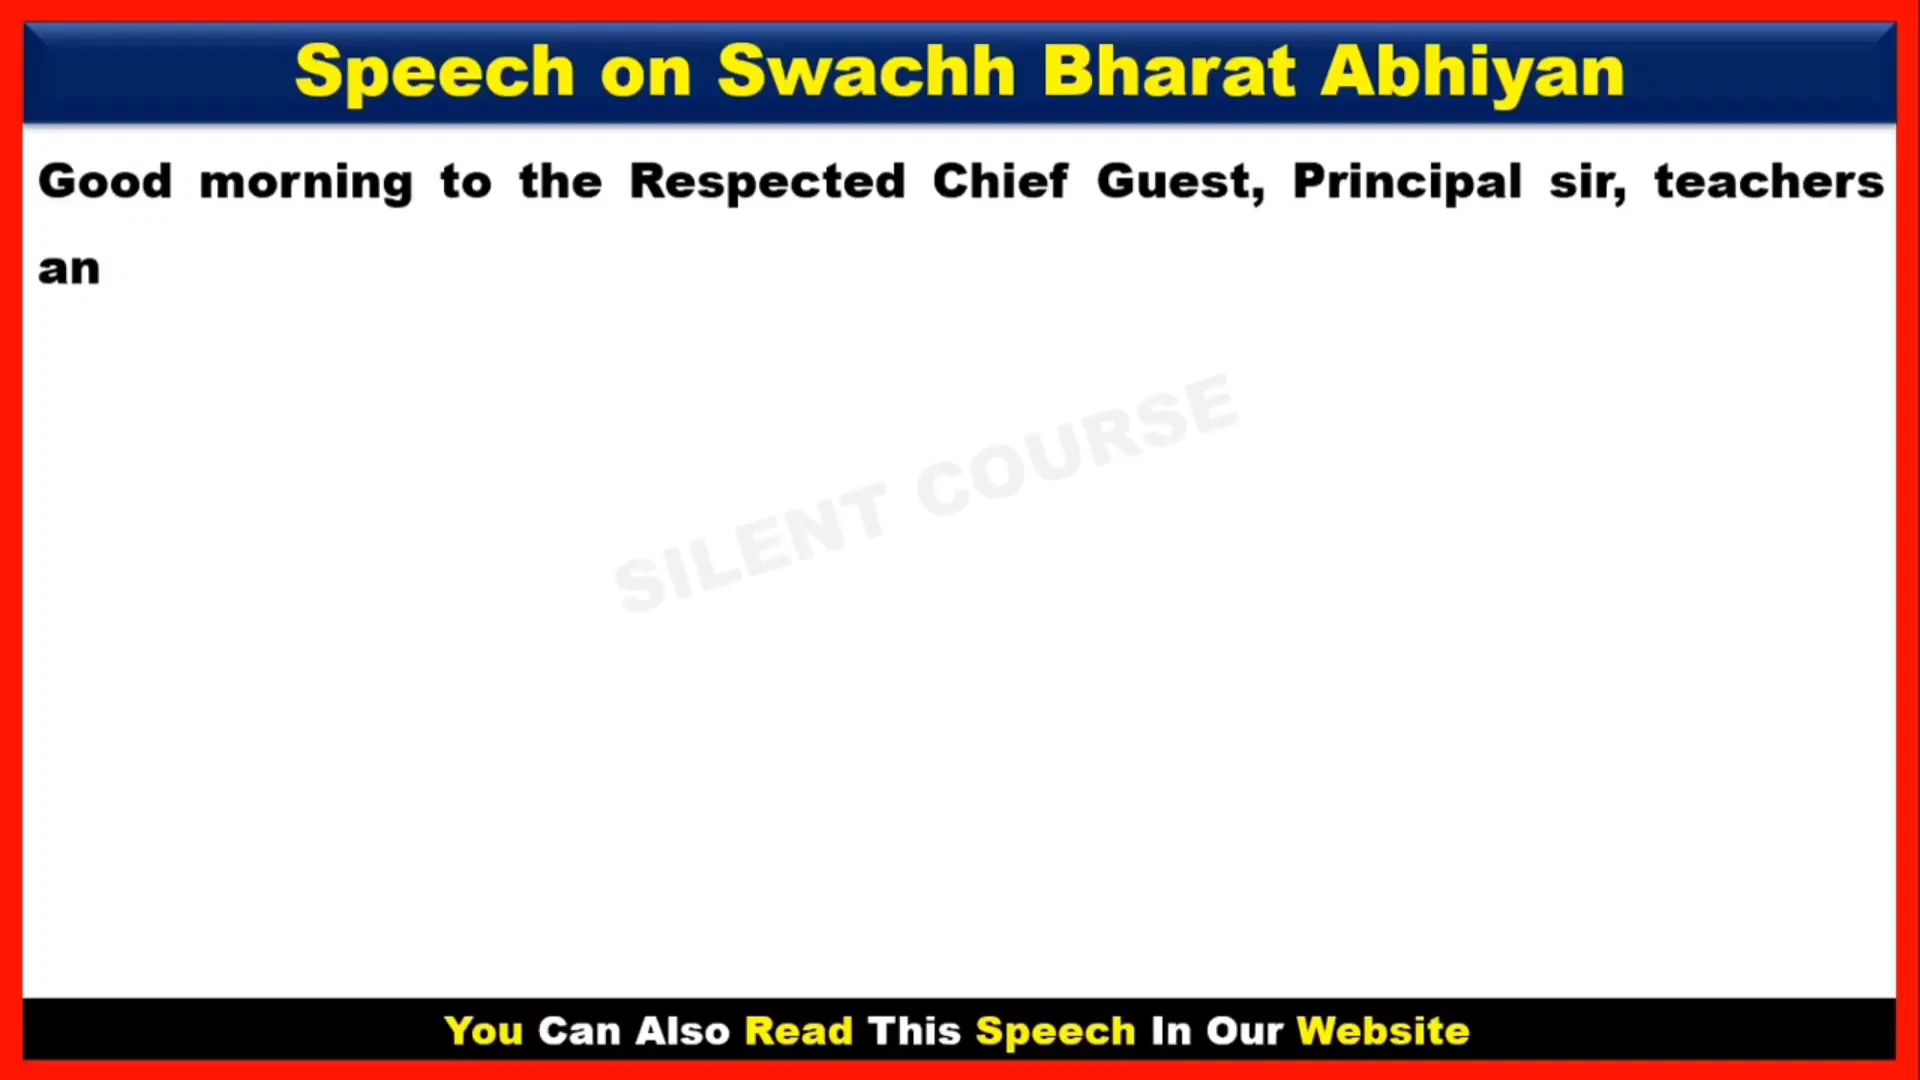 Speech on Swachh Bharat Abhiyan
Good morning to the Respected Chief Guest, Principal sir, teachers
an
SILENT COURSE
You Can Also Read This Speech In Our Website